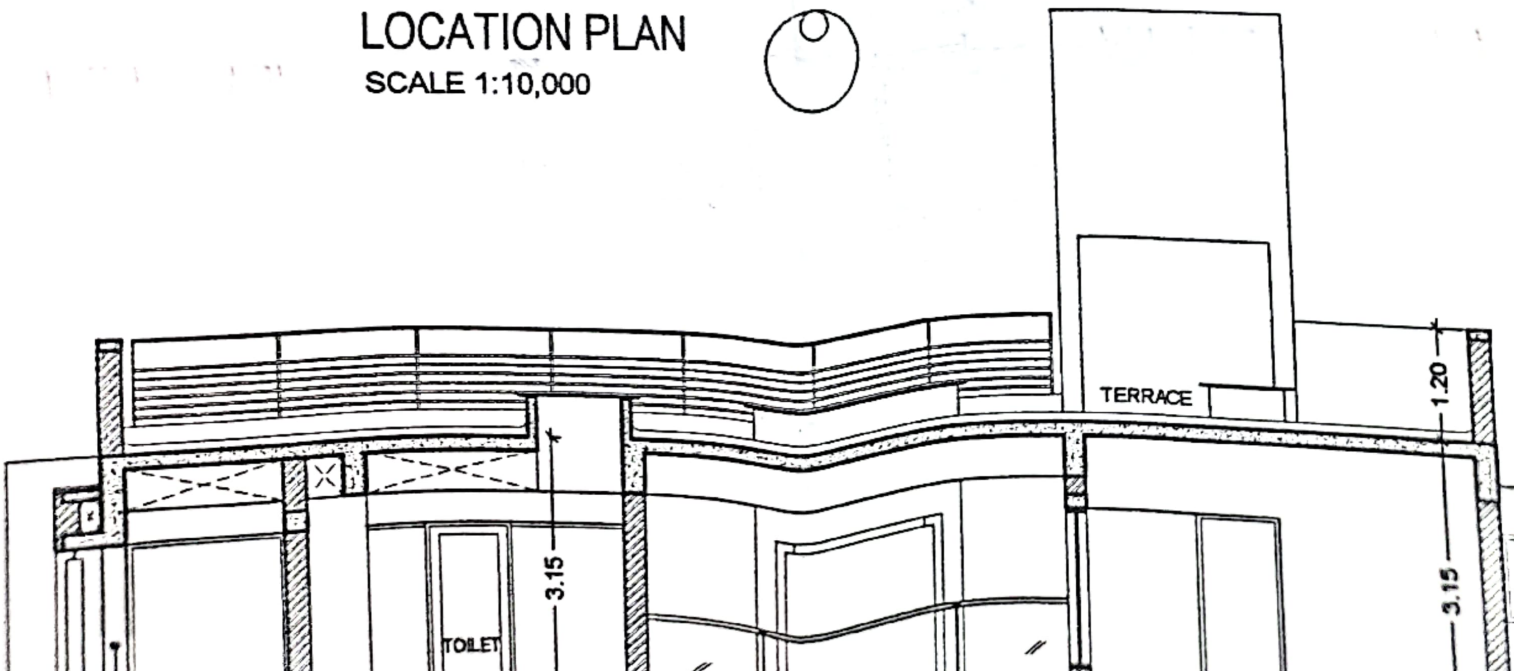 LOCATION PLAN
SCALE 1:10,000
TERRACE
1.20
3.15
3.15
TOILET